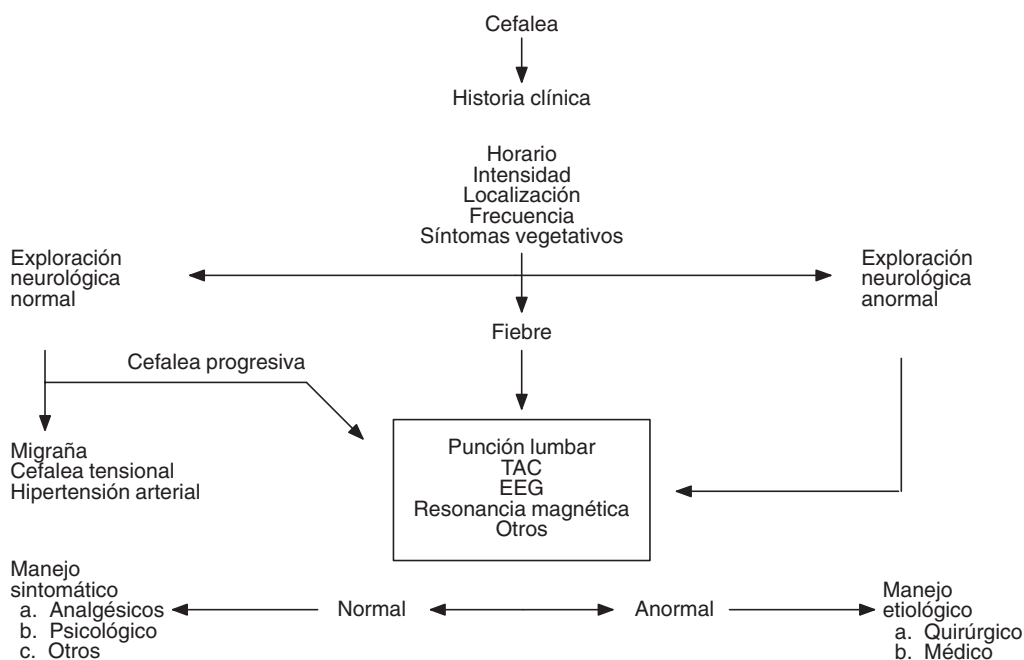 Cefalea
Historia clínica
Horario
Intensidad
Localización
Frecuencia
Síntomas vegetativos
Exploración
neurológica
normal
Exploración
neurológica
anormal
Fiebre
Cefalea progresiva
Migraña
Cefalea tensional
Hipertensión arterial
Punción lumbar
TAC
EEG
Resonancia magnética
Otros
Manejo
sintomático
a. Analgésicos
b. Psicológico
c. Otros
Normal
Anormal
Manejo
etiológico
a. Quirúrgico
b. Médico